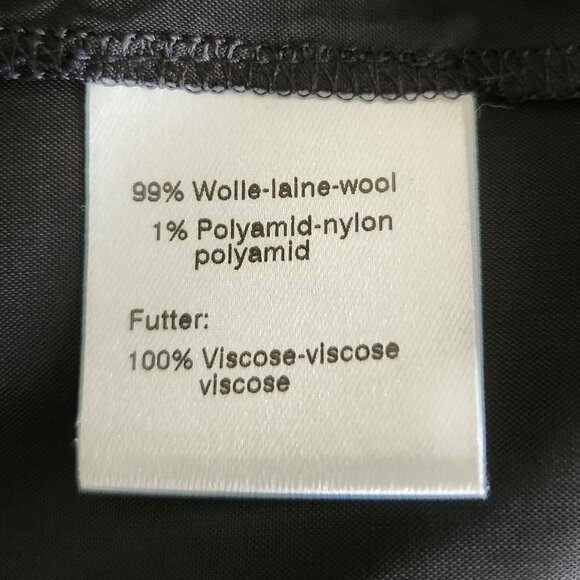 99% Wolle-laine-wool
1% Polyamid-nylon
polyamid
Futter:
100% Viscose-viscose
viscose